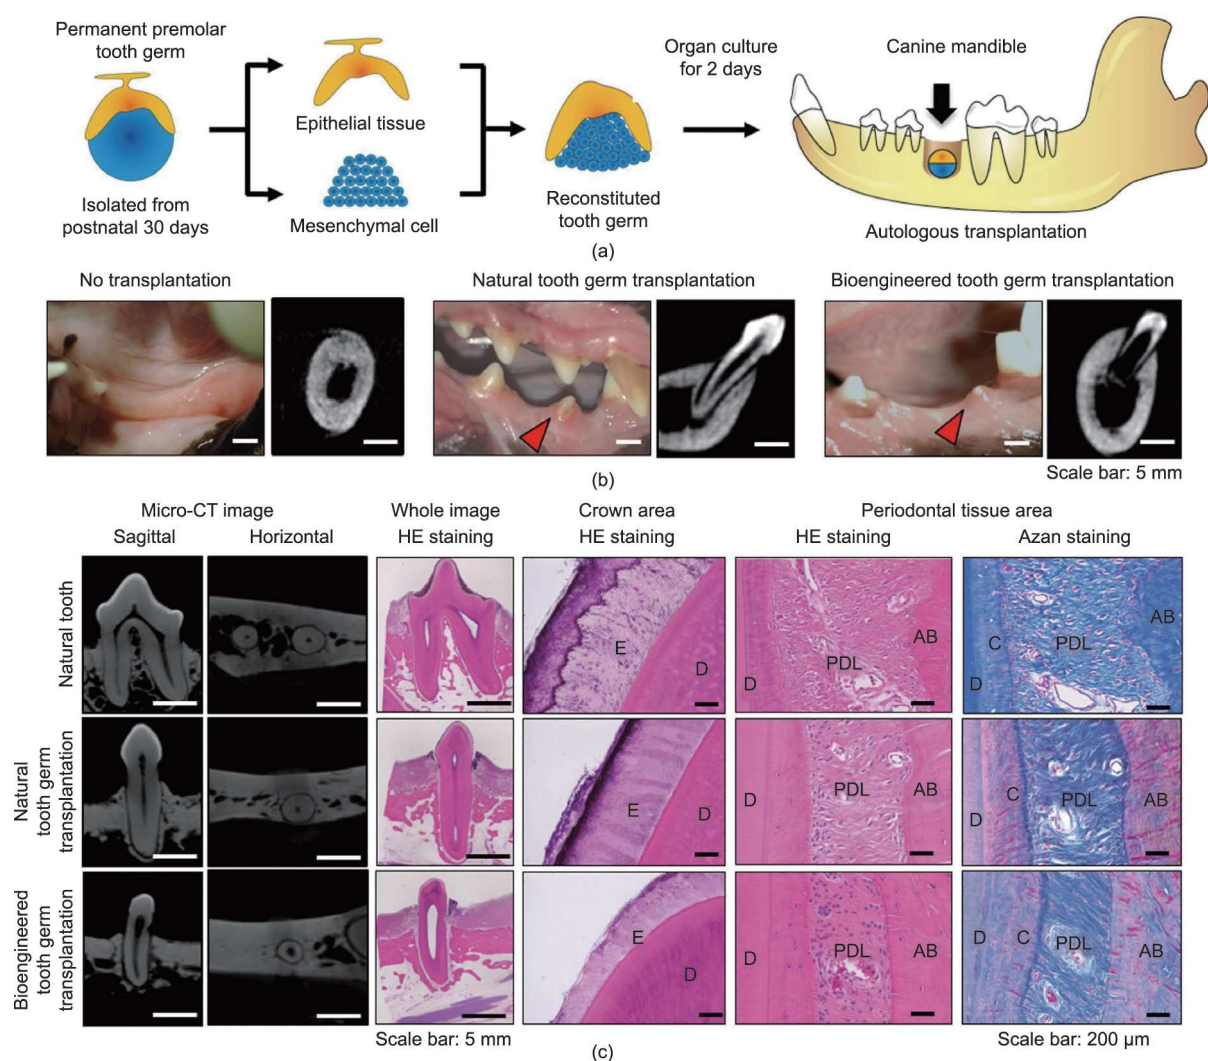 Permanent premolar
tooth germ
Isolated from
postnatal 30 days
Epithelial tissue
Mesenchymal cell
Reconstituted
tooth germ
Organ culture
for 2 days
Canine mandible
Autologous transplantation
(a)
No transplantation
Natural tooth germ transplantation
Bioengineered tooth germ transplantation
Scale bar: 5 mm
(b)
Micro-CT image
Whole image
Crown area
Periodontal tissue area
Sagittal
Horizontal
HE staining
HE staining
HE staining
Azan staining
Natural tooth
E
D
D
PDL
AB
D
C
PDL
AB
Natural
tooth germ
transplantation
E
D
D
PDL
AB
D
C
PDL
AB
Bioengineered
tooth germ
transplantation
E
D
D
PDL
AB
D
C
PDL
AB
Scale bar: 5 mm
Scale bar: 200 µm
(c)